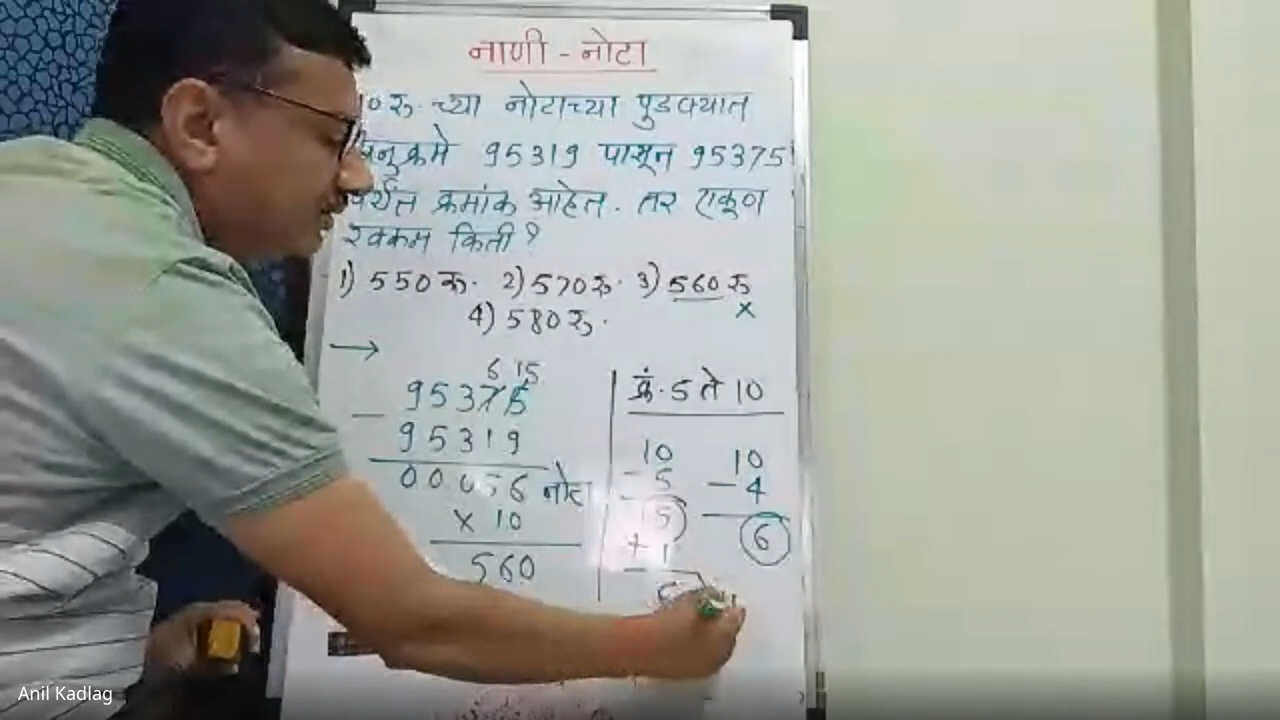 नाणी - नोटा
१० रु. च्या नोटाच्या पुडक्यात
अनुक्रमे 95319 पासून 95375
पर्यंत क्रमांक आहेत. तर एकूण
रक्कम किती?
1) 550 रु. 2) 570 रु. 3) 560 रु
x
4) 580 रु.
→
6 15
95375
- 95319
00056 नोटा
x 10
560
क्रं. 5 ते 10
10
- 5
5
+ 1
6
10
- 4
6
Anil Kadlag